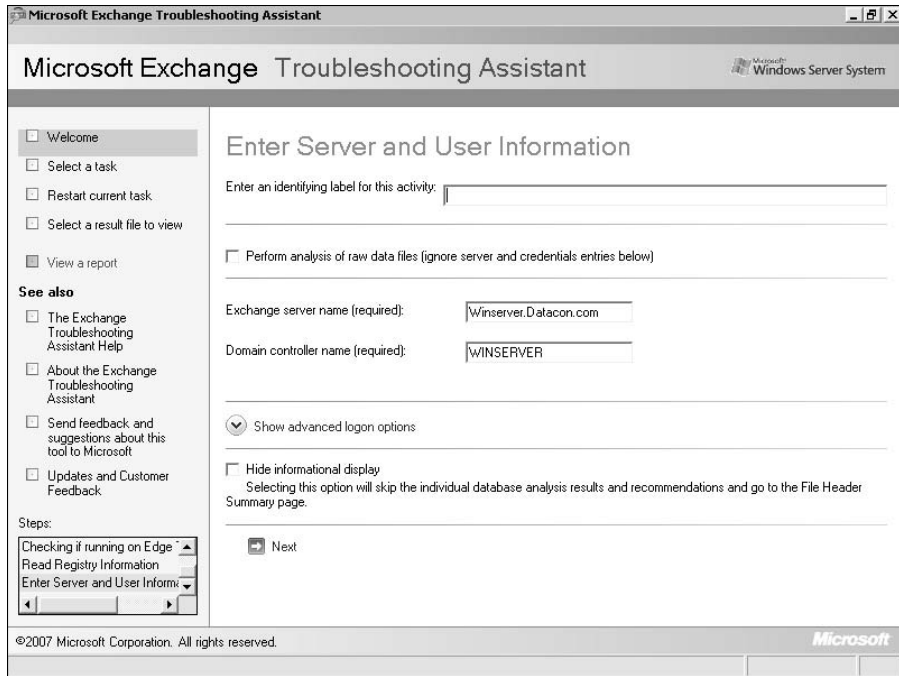 Microsoft Exchange Troubleshooting Assistant
Microsoft Exchange Troubleshooting Assistant
Microsoft
Windows Server System
Welcome
Select a task
Restart current task
Select a result file to view
View a report
See also
The Exchange
Troubleshooting
Assistant Help
About the Exchange
Troubleshooting
Assistant
Send feedback and
suggestions about this
tool to Microsoft
Updates and Customer
Feedback
Steps:
Checking if running on Edge
Read Registry Information
Enter Server and User Informa
Enter Server and User Information
Enter an identifying label for this activity:
Perform analysis of raw data files (ignore server and credentials entries below)
Exchange server name (required):
Winserver.Datacon.com
Domain controller name (required):
WINSERVER
Show advanced logon options
Hide informational display
Selecting this option will skip the individual database analysis results and recommendations and go to the File Header
Summary page.
Next
©2007 Microsoft Corporation. All rights reserved.
Microsoft